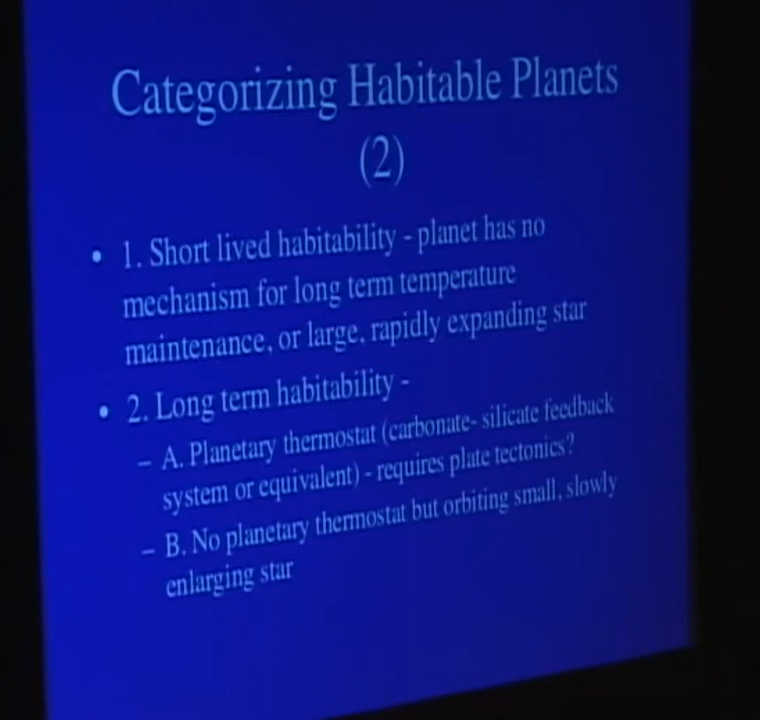 Categorizing Habitable Planets
(2)
• 1. Short lived habitability - planet has no
mechanism for long term temperature
maintenance, or large, rapidly expanding star
• 2. Long term habitability -
– A. Planetary thermostat (carbonate- silicate feedback
system or equivalent) - requires plate tectonics?
– B. No planetary thermostat but orbiting small, slowly
enlarging star